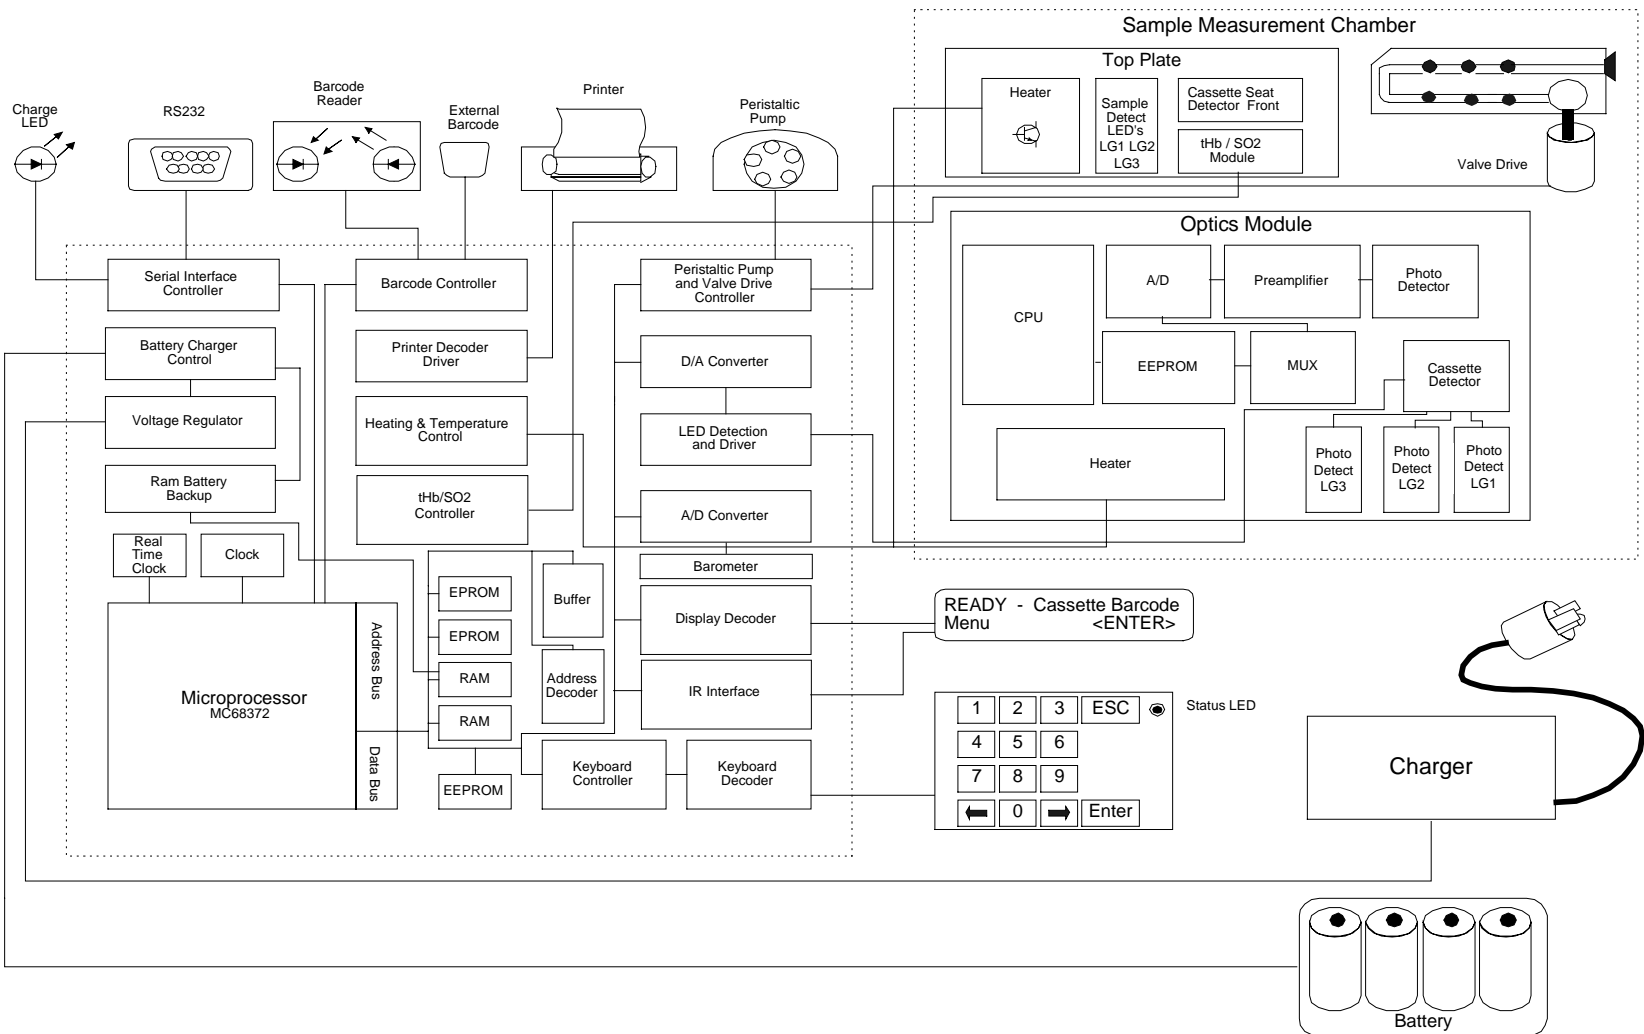 Sample Measurement Chamber
Top Plate
Heater
Sample
Detect
LED's
LG1 LG2
LG3
Cassette Seat
Detector Front
tHb / SO2
Module
Valve Drive
Charge
LED
RS232
Barcode
Reader
External
Barcode
Printer
Peristaltic
Pump
Optics Module
CPU
A/D
Preamplifier
Photo
Detector
EEPROM
MUX
Cassette
Detector
Heater
Photo
Detect
LG3
Photo
Detect
LG2
Photo
Detect
LG1
Serial Interface
Controller
Barcode Controller
Peristaltic Pump
and Valve Drive
Controller
Battery Charger
Control
Printer Decoder
Driver
D/A Converter
Voltage Regulator
Heating & Temperature
Control
LED Detection
and Driver
Ram Battery
Backup
tHb/SO2
Controller
A/D Converter
Real
Time
Clock
Clock
Barometer
EPROM
Buffer
Display Decoder
EPROM
RAM
Address
Decoder
IR Interface
RAM
Microprocessor
MC68372
Address Bus
Data Bus
EEPROM
Keyboard
Controller
Keyboard
Decoder
READY - Cassette Barcode
Menu <ENTER>
1 2 3 ESC
Status LED
4 5 6
7 8 9
0 Enter
Charger
Battery